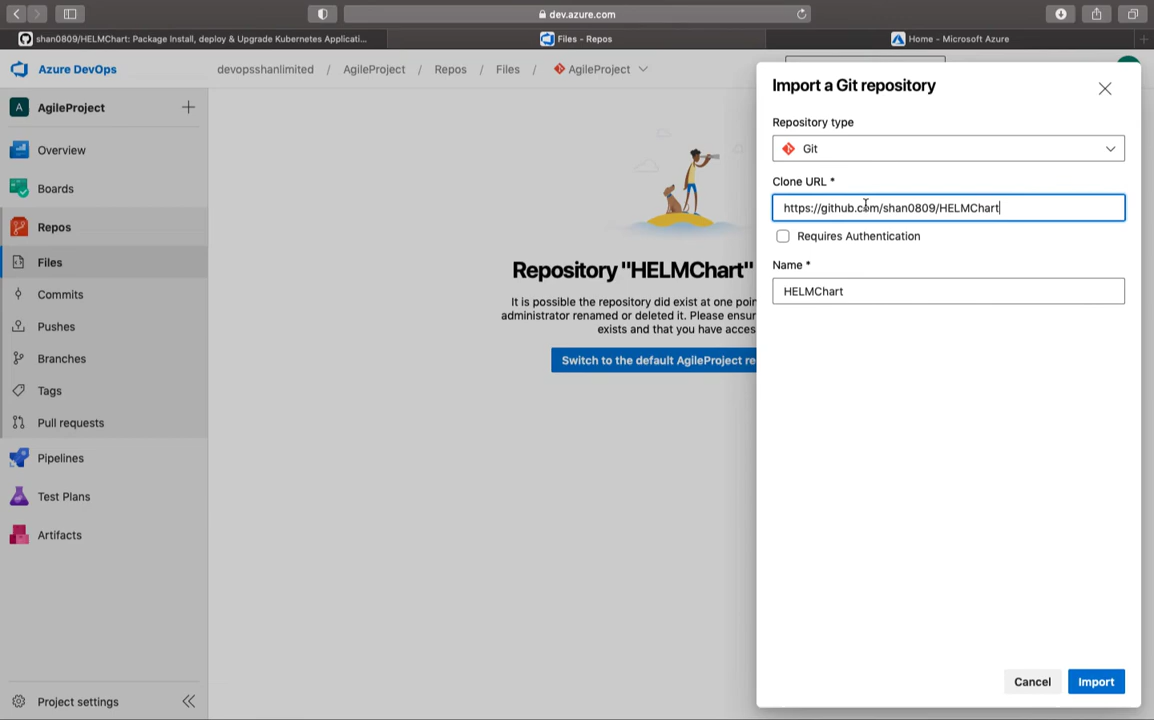 dev.azure.com
shan0809/HELMChart: Package Install, deploy & Upgrade Kubernetes Applicati...
Files - Repos
Home - Microsoft Azure
Azure DevOps
devopsshanlimited / AgileProject / Repos / Files / AgileProject
A AgileProject
Overview
Boards
Repos
Files
Commits
Pushes
Branches
Tags
Pull requests
Pipelines
Test Plans
Artifacts
Project settings
Repository "HELMChart"
It is possible the repository did exist at one poin
administrator renamed or deleted it. Please ensur
exists and that you have acces
Switch to the default AgileProject re
Import a Git repository
Repository type
Git
Clone URL *
https://github.com/shan0809/HELMChart
Requires Authentication
Name *
HELMChart
Cancel
Import